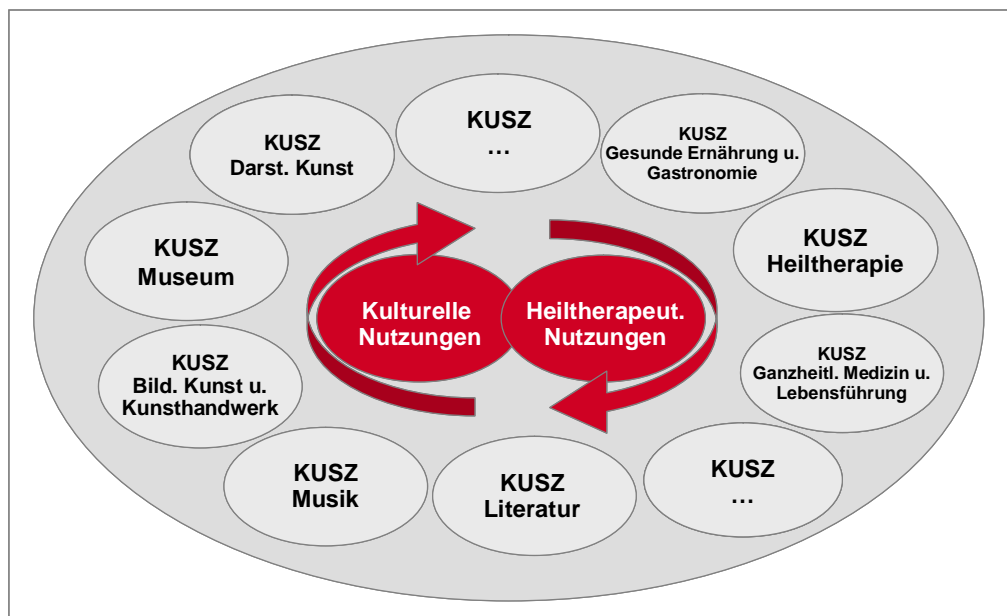 KUSZ
…
KUSZ
Gesunde Ernährung u.
Gastronomie
KUSZ
Heiltherapie
KUSZ
Ganzheitl. Medizin u.
Lebensführung
KUSZ
…
KUSZ
Literatur
KUSZ
Musik
KUSZ
Bild. Kunst u.
Kunsthandwerk
KUSZ
Museum
KUSZ
Darst. Kunst
Kulturelle
Nutzungen
Heiltherapeut.
Nutzungen